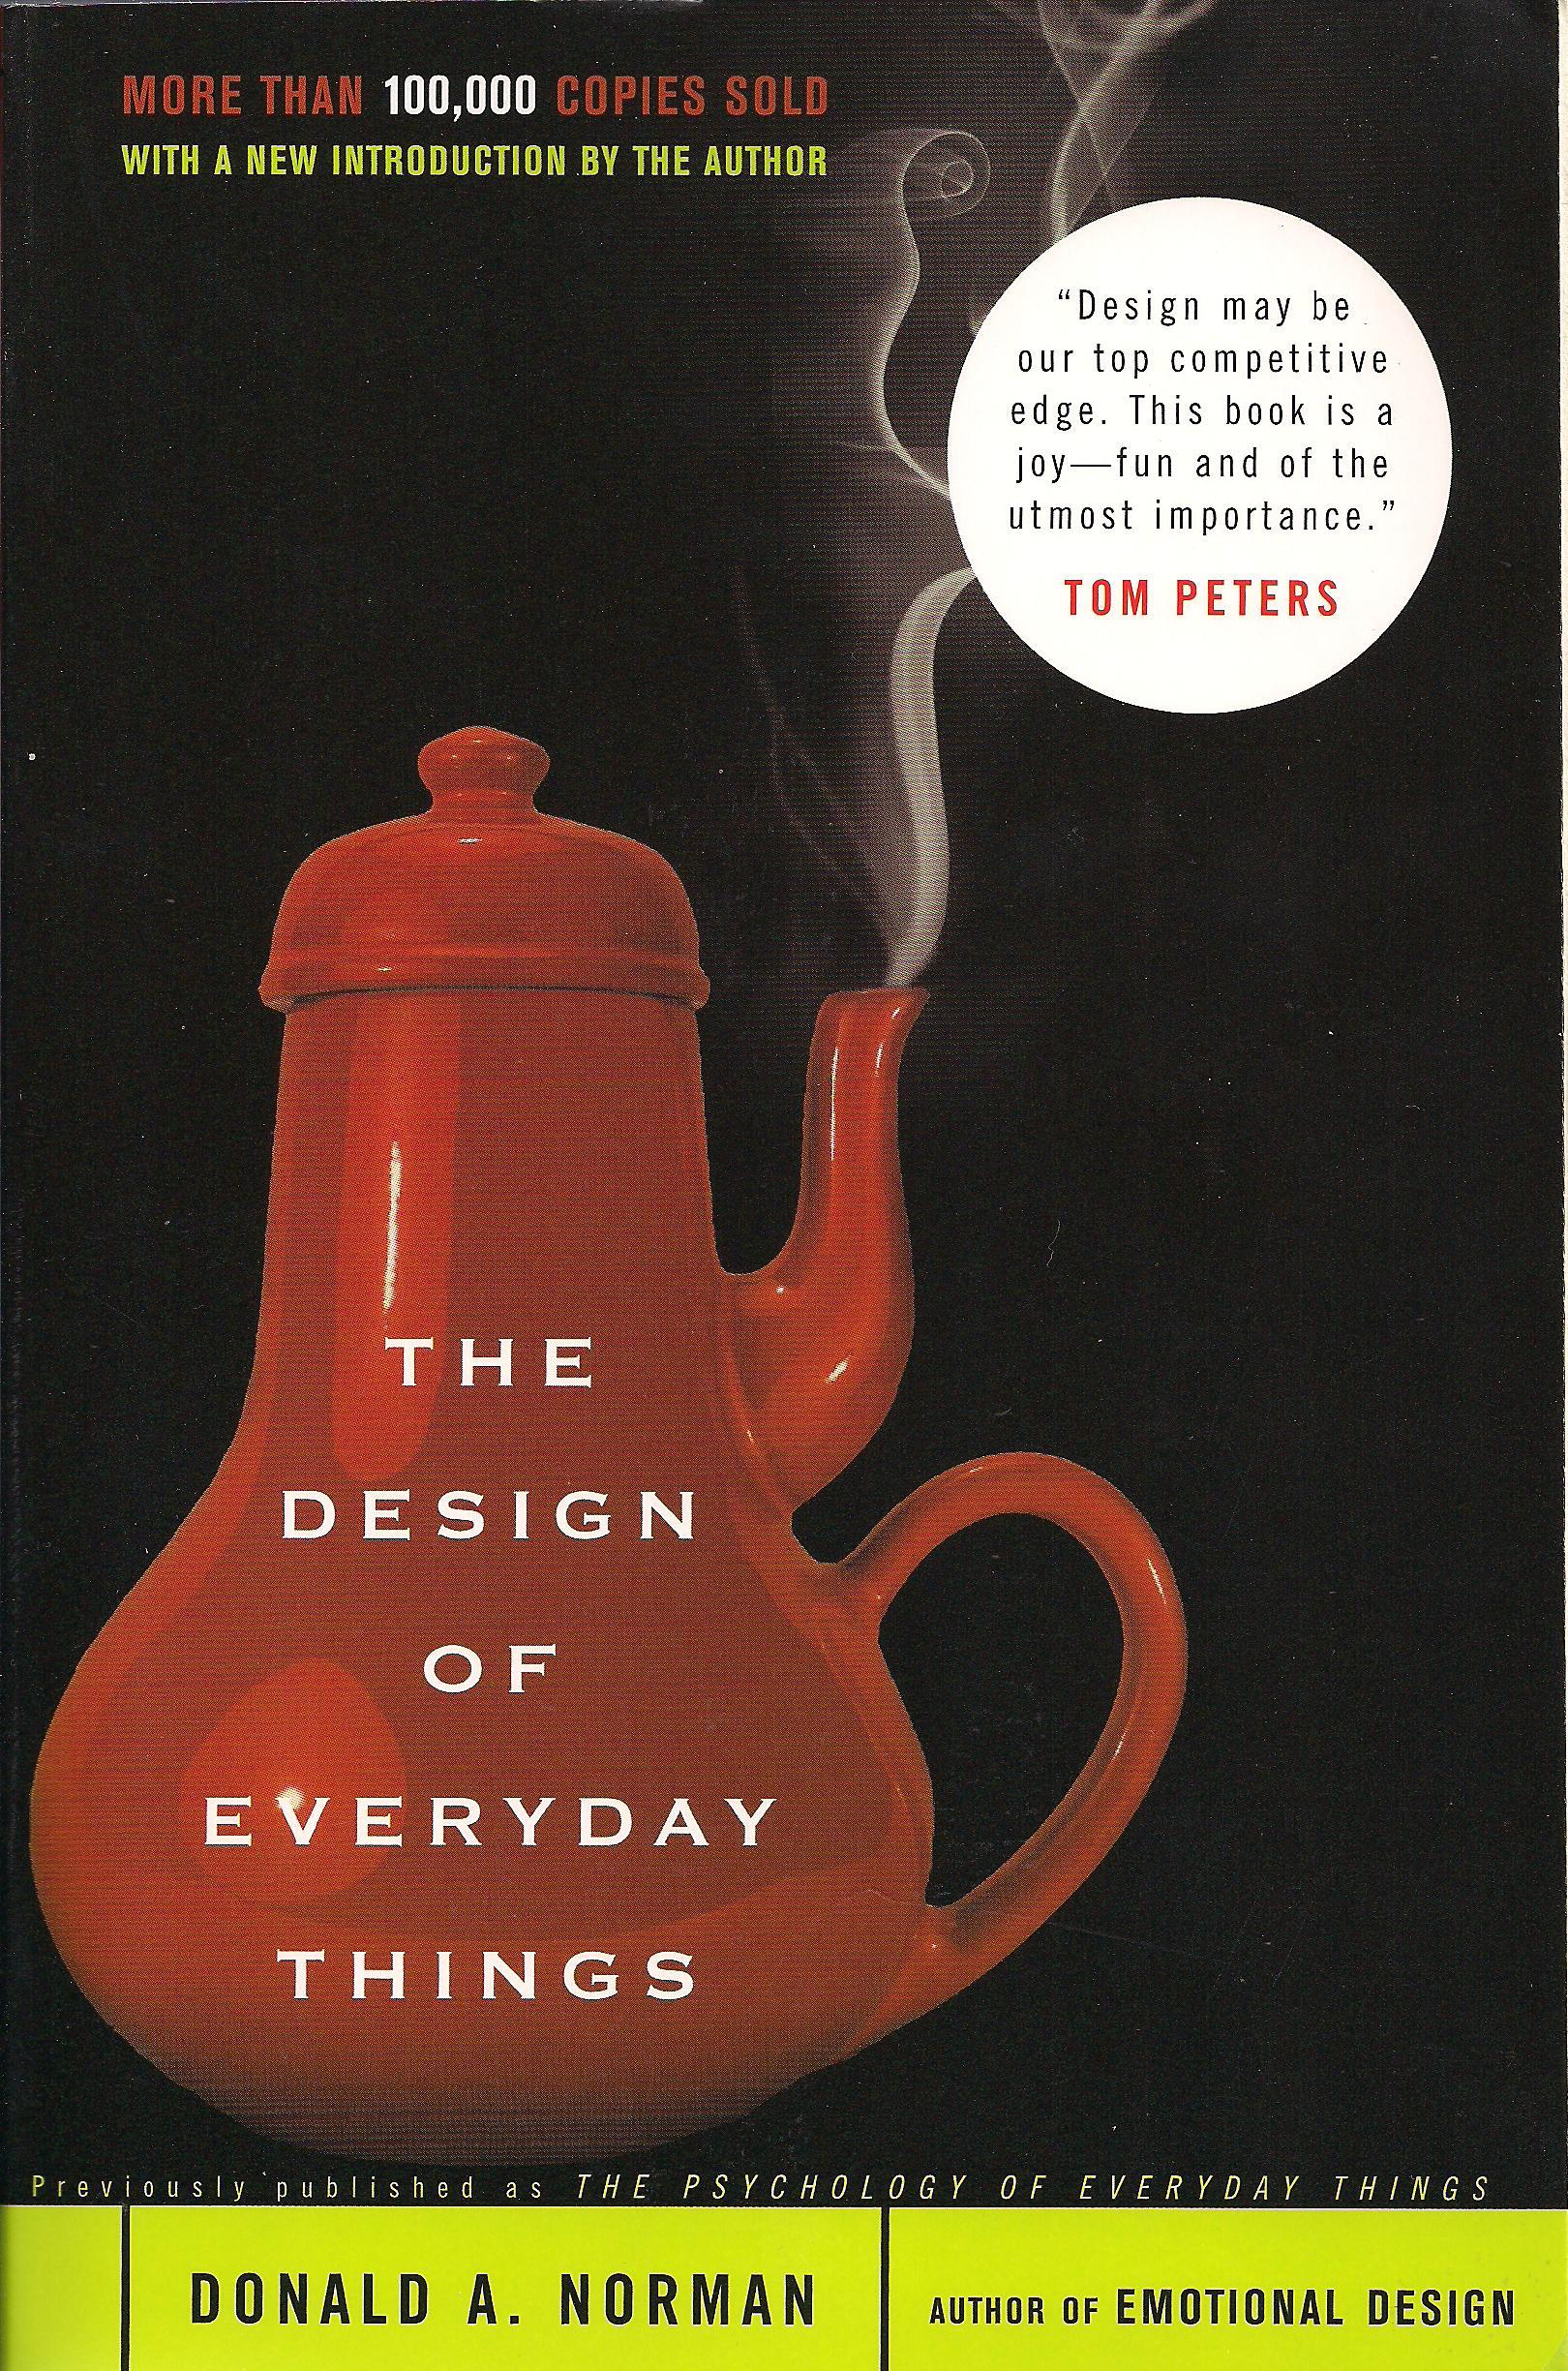 MORE THAN 100,000 COPIES SOLD
WITH A NEW INTRODUCTION BY THE AUTHOR
“Design may be
our top competitive
edge. This book is a
joy—fun and of the
utmost importance.”
TOM PETERS
THE
DESIGN
OF
EVERYDAY
THINGS
Previously published as THE PSYCHOLOGY OF EVERYDAY THINGS
DONALD A. NORMAN
AUTHOR OF EMOTIONAL DESIGN